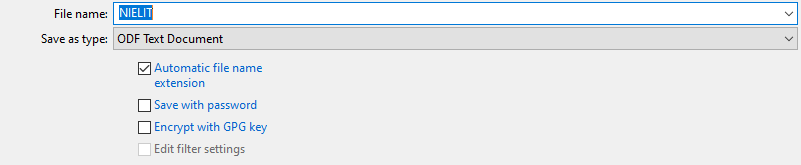 File name: NIELIT
Save as type: ODF Text Document
Automatic file name
extension
Save with password
Encrypt with GPG key
Edit filter settings